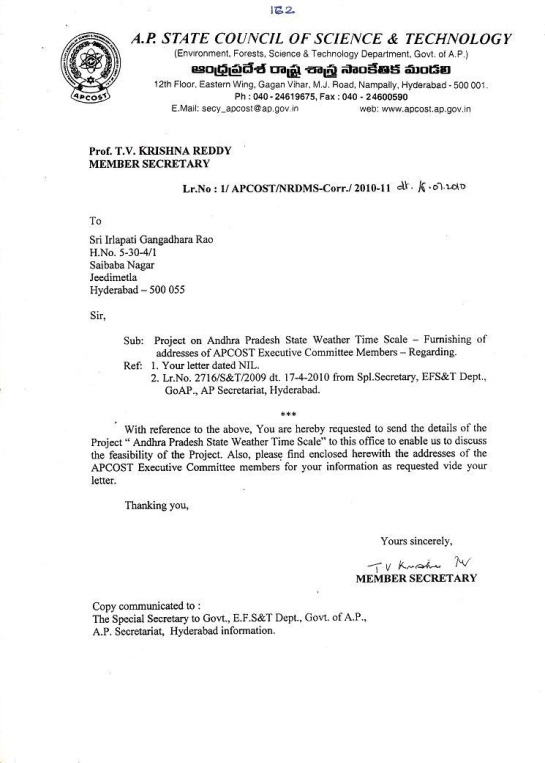 162
A.P. STATE COUNCIL OF SCIENCE & TECHNOLOGY
(Environment, Forests, Science & Technology Department, Govt. of A.P.)
ఆంధ్రప్రదేశ్ రాష్ట్ర శాస్త్ర సాంకేతిక మండలి
12th Floor, Eastern Wing, Gagan Vihar, M.J. Road, Nampally, Hyderabad - 500 001.
Ph : 040 - 24619675, Fax : 040 - 24600590
E.Mail: secy_apcost@ap.gov.in web: www.apcost.ap.gov.in
APCOST
Prof. T.V. KRISHNA REDDY
MEMBER SECRETARY
Lr.No : 1/ APCOST/NRDMS-Corr./ 2010-11 dt. .07.2010
To
Sri Irlapati Gangadhara Rao
H.No. 5-30-4/1
Saibaba Nagar
Jeedimetla
Hyderabad – 500 055
Sir,
Sub: Project on Andhra Pradesh State Weather Time Scale – Furnishing of
addresses of APCOST Executive Committee Members – Regarding.
Ref: 1. Your letter dated NIL.
2. Lr.No. 2716/S&T/2009 dt. 17-4-2010 from Spl.Secretary, EFS&T Dept.,
GoAP., AP Secretariat, Hyderabad.
***
With reference to the above, You are hereby requested to send the details of the
Project “ Andhra Pradesh State Weather Time Scale” to this office to enable us to discuss
the feasibility of the Project. Also, please find enclosed herewith the addresses of the
APCOST Executive Committee members for your information as requested vide your
letter.
Thanking you,
Yours sincerely,
T V Krishna
MEMBER SECRETARY
Copy communicated to :
The Special Secretary to Govt., E.F.S&T Dept., Govt. of A.P.,
A.P. Secretariat, Hyderabad information.